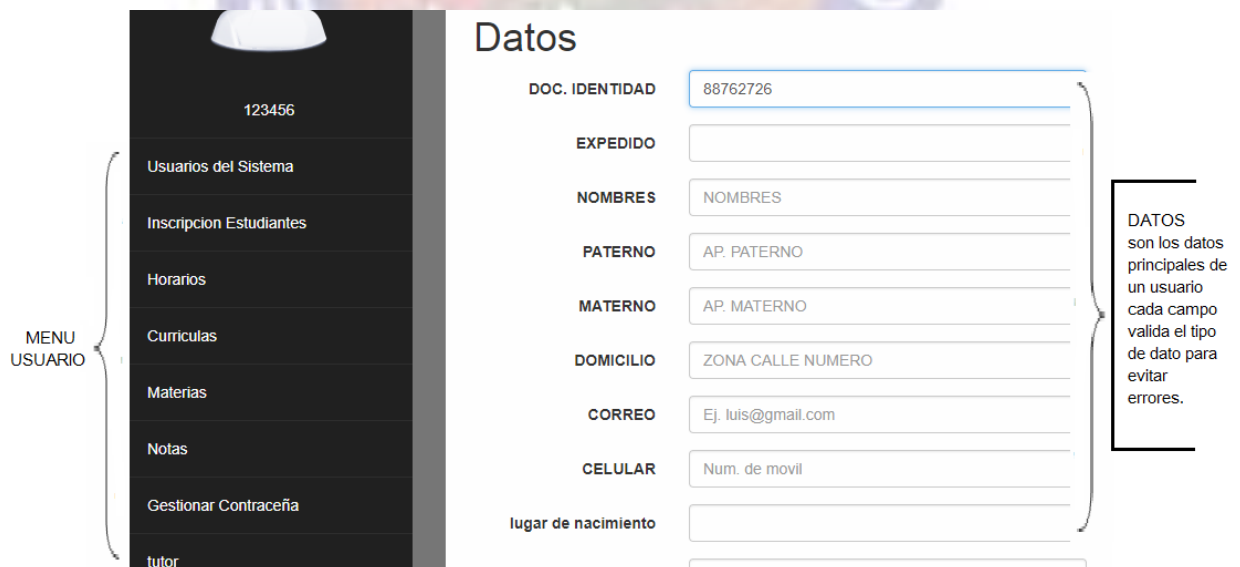 MENU
USUARIO
123456
Usuarios del Sistema
Inscripcion Estudiantes
Horarios
Curriculas
Materias
Notas
Gestionar Contraceña
tutor
Datos
DOC. IDENTIDAD 88762726
EXPEDIDO
NOMBRES NOMBRES
PATERNO AP. PATERNO
MATERNO AP. MATERNO
DOMICILIO ZONA CALLE NUMERO
CORREO Ej. luis@gmail.com
CELULAR Num. de movil
lugar de nacimiento
DATOS
son los datos
principales de
un usuario
cada campo
valida el tipo
de dato para
evitar
errores.